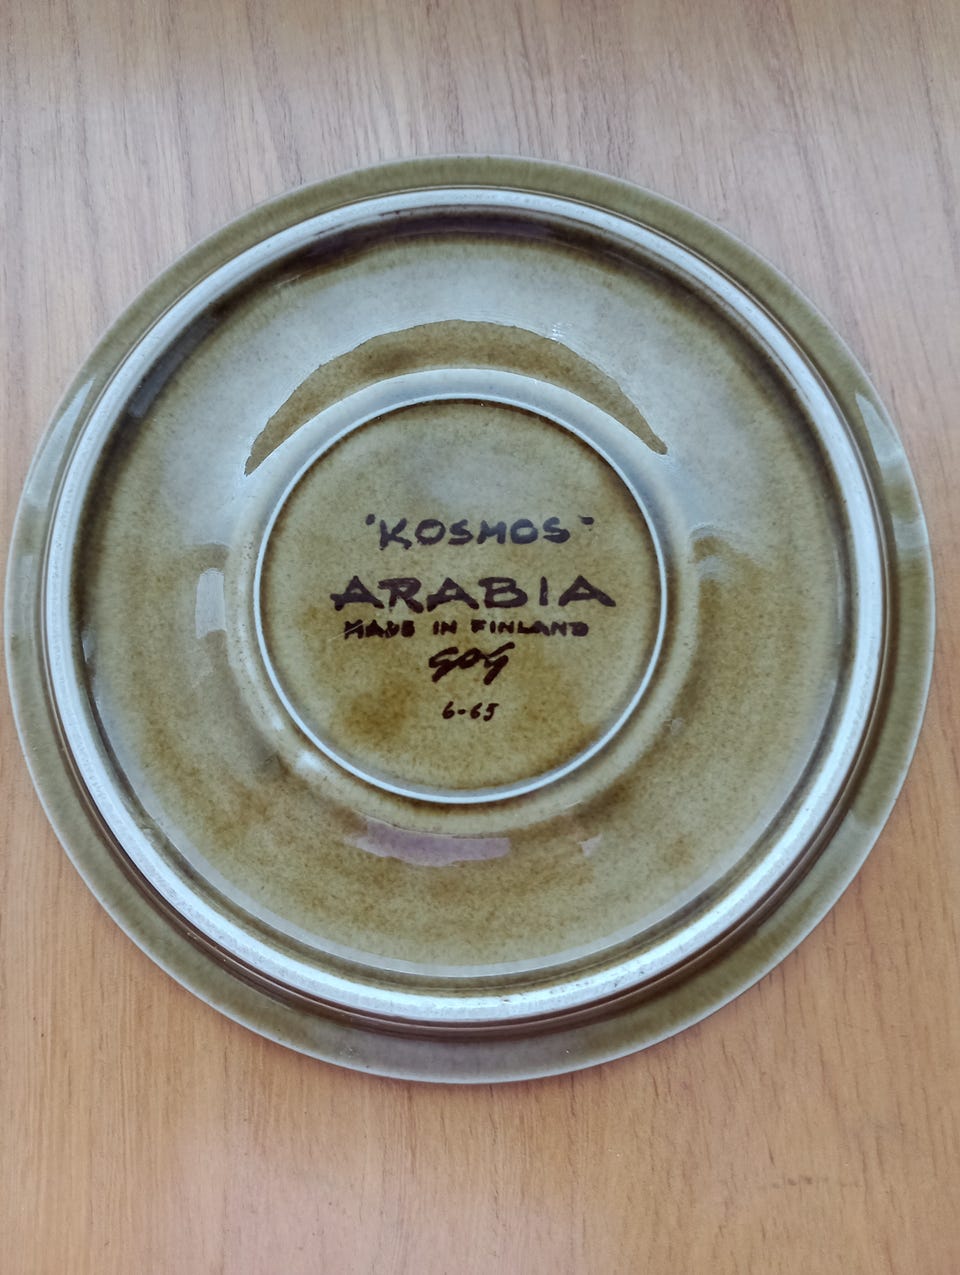 "KOSMOS"
ARABIA
MADE IN FINLAND
GOG
6-65